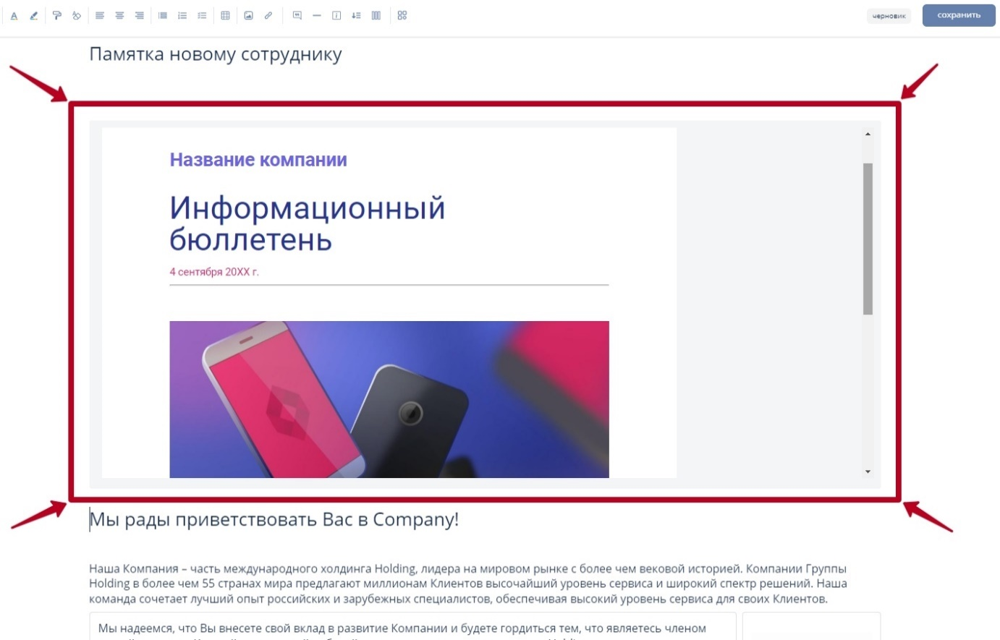 черновик
сохранить
Памятка новому сотруднику
Название компании
Информационный
бюллетень
4 сентября 20XX г.
Мы рады приветствовать Вас в Company!
Наша Компания – часть международного холдинга Holding, лидера на мировом рынке с более чем вековой историей. Компании Группы
Holding в более чем 55 странах мира предлагают миллионам Клиентов высочайший уровень сервиса и широкий спектр решений. Наша
команда сочетает лучший опыт российских и зарубежных специалистов, обеспечивая высокий уровень сервиса для своих Клиентов.
Мы надеемся, что Вы внесете свой вклад в развитие Компании и будете гордиться тем, что являетесь членом